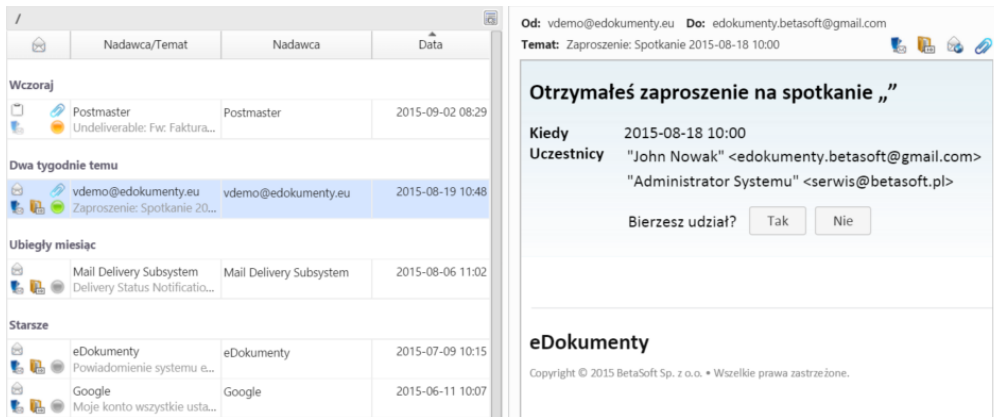 /
Nadawca/Temat Nadawca Data
Wczoraj
Postmaster Postmaster 2015-09-02 08:29
Undeliverable: Fw: Faktura...
Dwa tygodnie temu
vdemo@edokumenty.eu vdemo@edokumenty.eu 2015-08-19 10:48
Zaproszenie: Spotkanie 20...
Ubiegły miesiąc
Mail Delivery Subsystem Mail Delivery Subsystem 2015-08-06 11:02
Delivery Status Notificatio...
Starsze
eDokumenty eDokumenty 2015-07-09 10:15
Powiadomienie systemu e...
Google Google 2015-06-11 10:07
Moje konto wszystkie usta...
Od: vdemo@edokumenty.eu Do: edokumenty.betasoft@gmail.com
Temat: Zaproszenie: Spotkanie 2015-08-18 10:00
Otrzymałeś zaproszenie na spotkanie „”
Kiedy 2015-08-18 10:00
Uczestnicy "John Nowak" <edokumenty.betasoft@gmail.com>
"Administrator Systemu" <serwis@betasoft.pl>
Bierzesz udział? Tak Nie
eDokumenty
Copyright © 2015 BetaSoft Sp. z o.o. • Wszelkie prawa zastrzeżone.